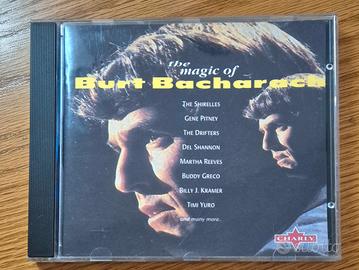 the
magic of
Burt Bacharach
THE SHIRELLES
GENE PITNEY
THE DRIFTERS
DEL SHANNON
MARTHA REEVES
BUDDY GRECO
BILLY J. KRAMER
TIMI YURO
and many more..
CHARLY
subito